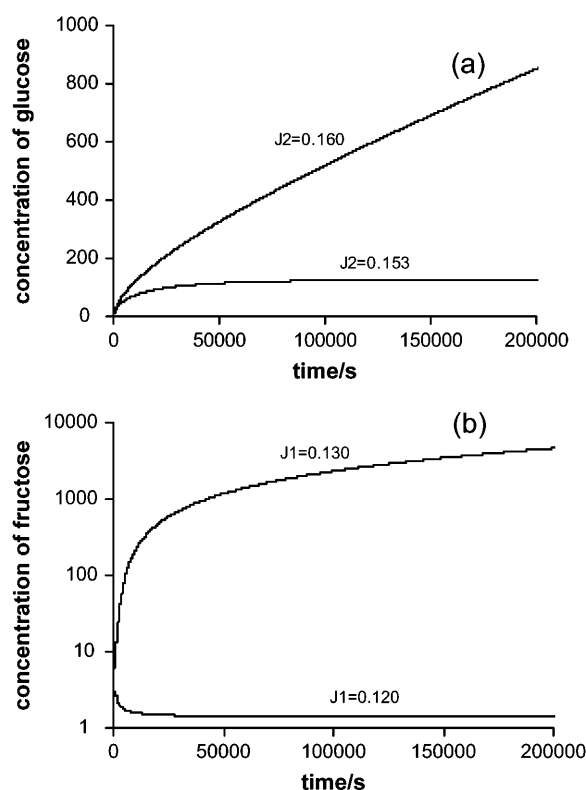 1000
(a)
800
J2=0.160
600
400
J2=0.153
200
0
0 50000 100000 150000 200000
concentration of glucose
time/s
10000
(b)
J1=0.130
1000
100
10
J1=0.120
1
0 50000 100000 150000 200000
concentration of fructose
time/s